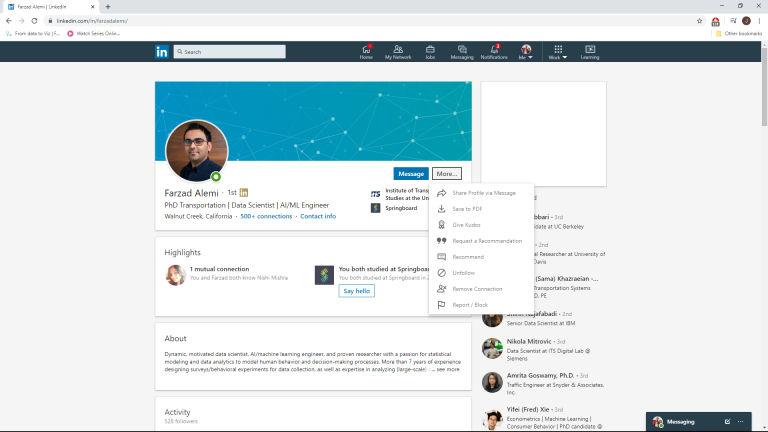 Farzad Alemi | LinkedIn
linkedin.com/in/farzadalemi/
From data to Viz | F...
Watch Series Online...
Other bookmarks
in
Search
Home
My Network
Jobs
Messaging
Notifications
Me
Work
Learning
Message
More...
Farzad Alemi · 1st
PhD Transportation | Data Scientist | AI/ML Engineer
Walnut Creek, California · 500+ connections · Contact info
ITS
Institute of Trans
Studies at the Un
Springboard
Share Profile via Message
Save to PDF
Give Kudos
Request a Recommendation
Recommend
Unfollow
Remove Connection
Report / Block
Highlights
1 mutual connection
You and Farzad both know Nishi Mishra
You both studied at Springboa
You both studied at Springboard in
Say hello
About
Dynamic, motivated data scientist, AI/machine learning engineer, and proven researcher with a passion for statistical
modeling and data analytics to model human behavior and decision-making processes. More than 7 years of experience
designing surveys/behavioral experiments for data collection, as well as expertise in analyzing (large-scale) ... see more
Activity
528 followers
d
bbari • 3rd
date at UC Berkeley
• 2nd
al Researcher at University of
Davis
(Sama) Khazraeian -...
Transportation Systems
, PE
Najafabadi • 2nd
Senior Data Scientist at IBM
Nikola Mitrovic • 3rd
Data Scientist at ITS Digital Lab @
Siemens
Amrita Goswamy, Ph.D. • 3rd
Traffic Engineer at Snyder & Associates,
Inc.
Yifei (Fred) Xie • 3rd
Econometrics | Machine Learning |
Consumer Behavior | PhD candidate @
Messaging